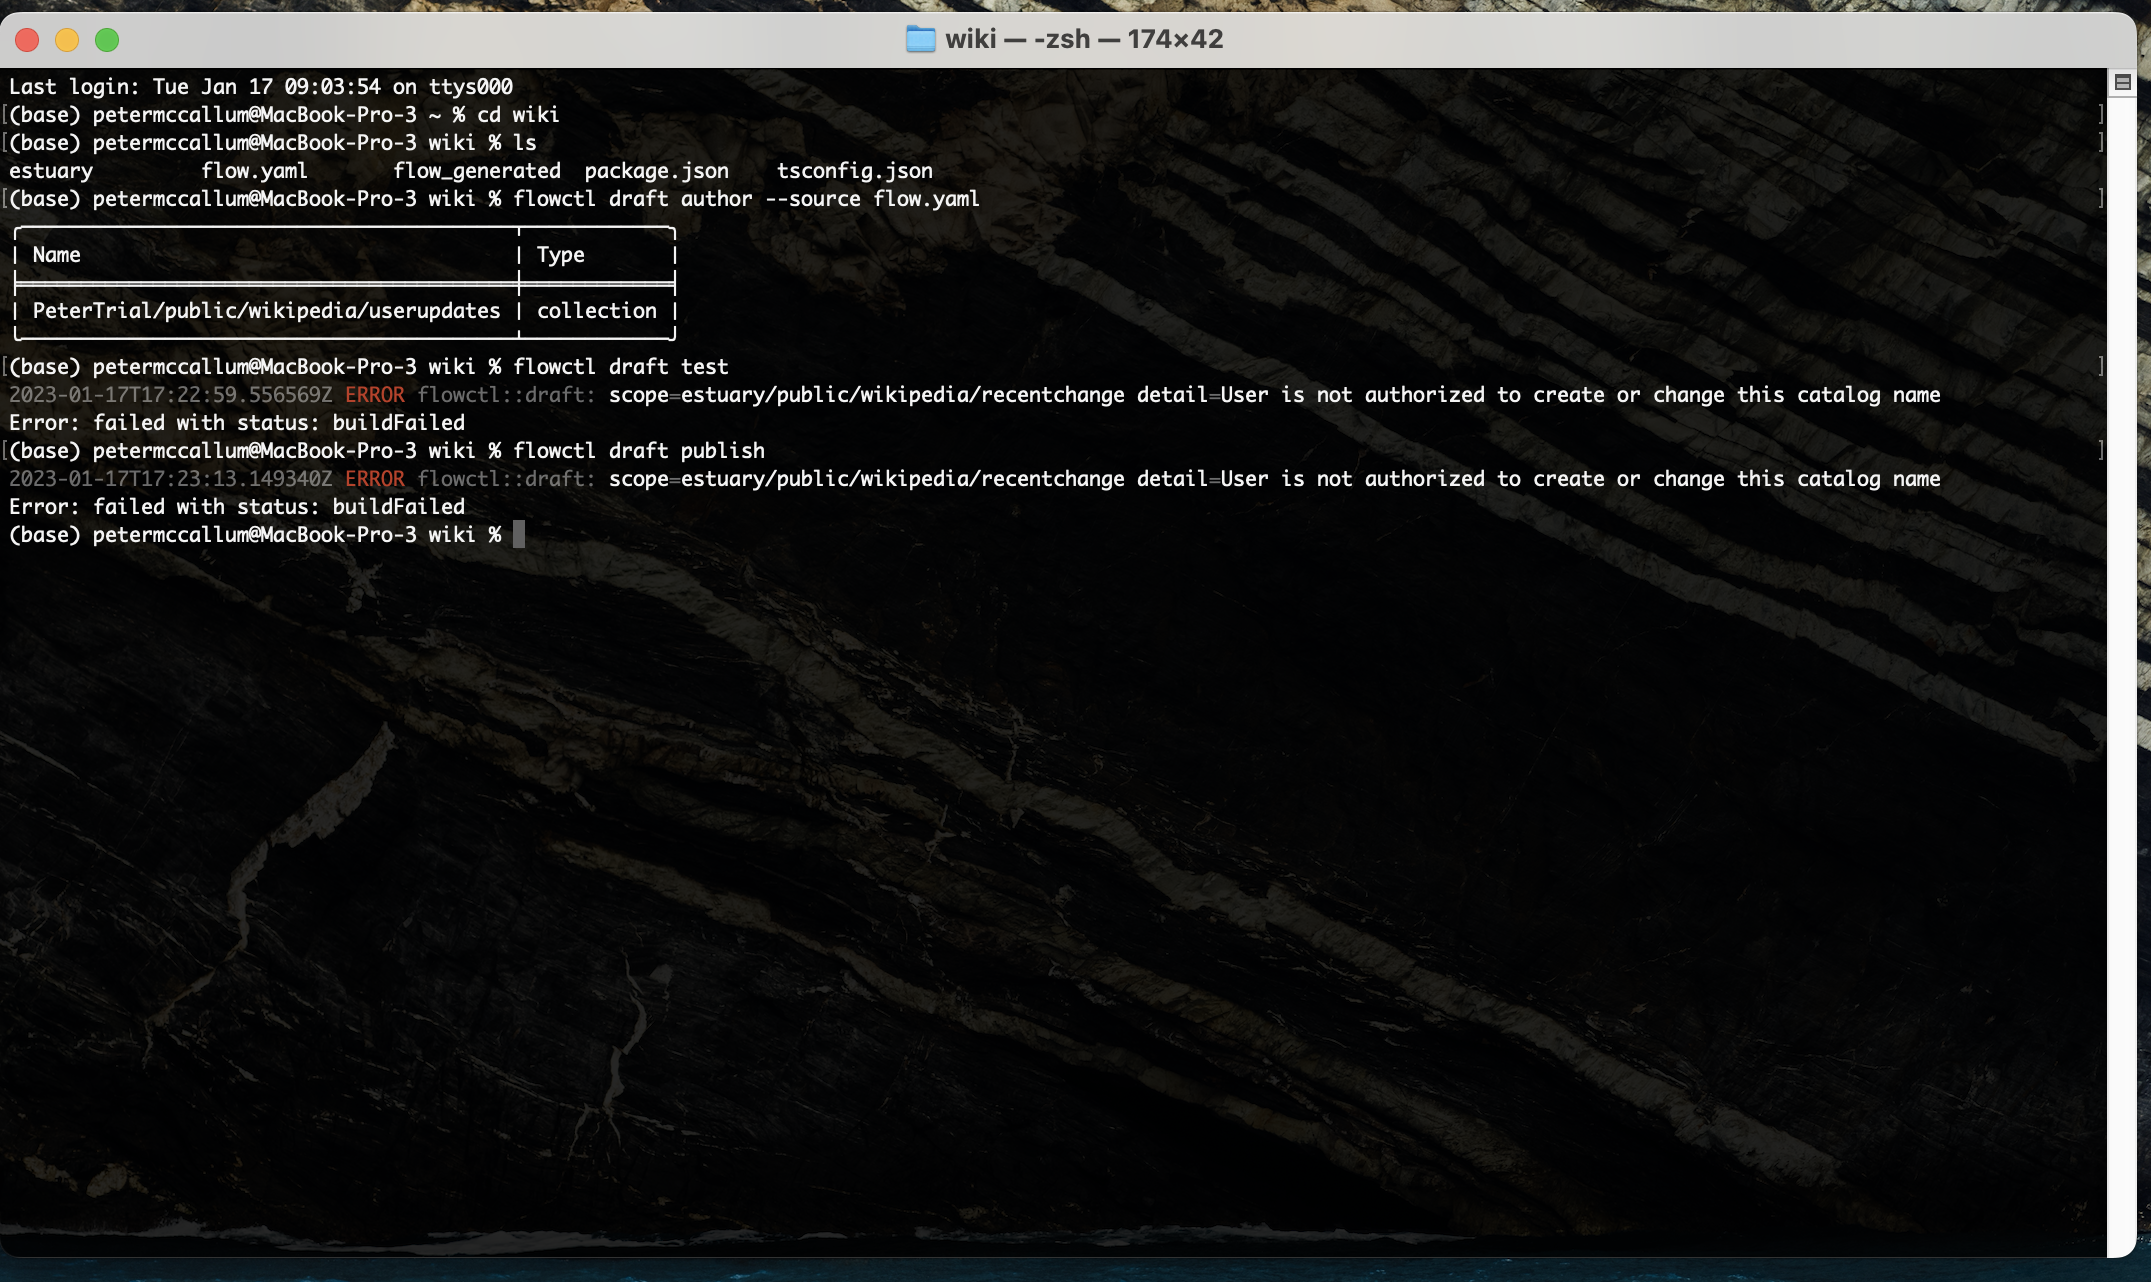 wiki — -zsh — 174×42
Last login: Tue Jan 17 09:03:54 on ttys000
[(base) petermccallum@MacBook-Pro-3 ~ % cd wiki ]
[(base) petermccallum@MacBook-Pro-3 wiki % ls ]
estuary flow.yaml flow_generated package.json tsconfig.json
[(base) petermccallum@MacBook-Pro-3 wiki % flowctl draft author --source flow.yaml ]
Name | Type
PeterTrial/public/wikipedia/userupdates | collection
[(base) petermccallum@MacBook-Pro-3 wiki % flowctl draft test ]
2023-01-17T17:22:59.556569Z ERROR flowctl::draft: scope=estuary/public/wikipedia/recentchange detail=User is not authorized to create or change this catalog name
Error: failed with status: buildFailed
[(base) petermccallum@MacBook-Pro-3 wiki % flowctl draft publish ]
2023-01-17T17:23:13.149340Z ERROR flowctl::draft: scope=estuary/public/wikipedia/recentchange detail=User is not authorized to create or change this catalog name
Error: failed with status: buildFailed
(base) petermccallum@MacBook-Pro-3 wiki %